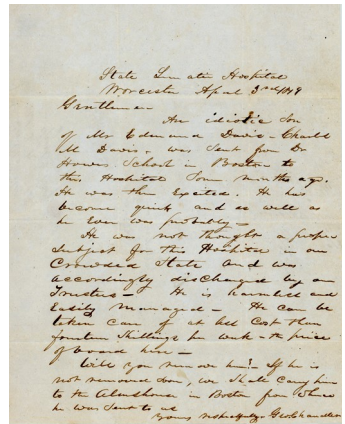 State Lunatic Hospital
Worcester April 3rd 1849
Gentlemen
An idiotic Son
of Mr Edmund Davis - Charles
M Davis, was sent from Dr
Howes School in Boston to
this Hospital some months ago.
He was then Excited. He has
become quiet and as well as
he Ever was probably -
He was not thought a proper
subject for this Hospital in our
Crowded State and was
accordingly discharged by our
Trustees - He is harmless and
Easily managed - He can be
taken care of at less Cost than
fourteen Shillings pr week - the price
of board here -
Will you remove him? If he is
not removed soon, we shall carry him
to the Almshouse in Boston from whence
he was sent to us
Yours respectfully Geo Chandler